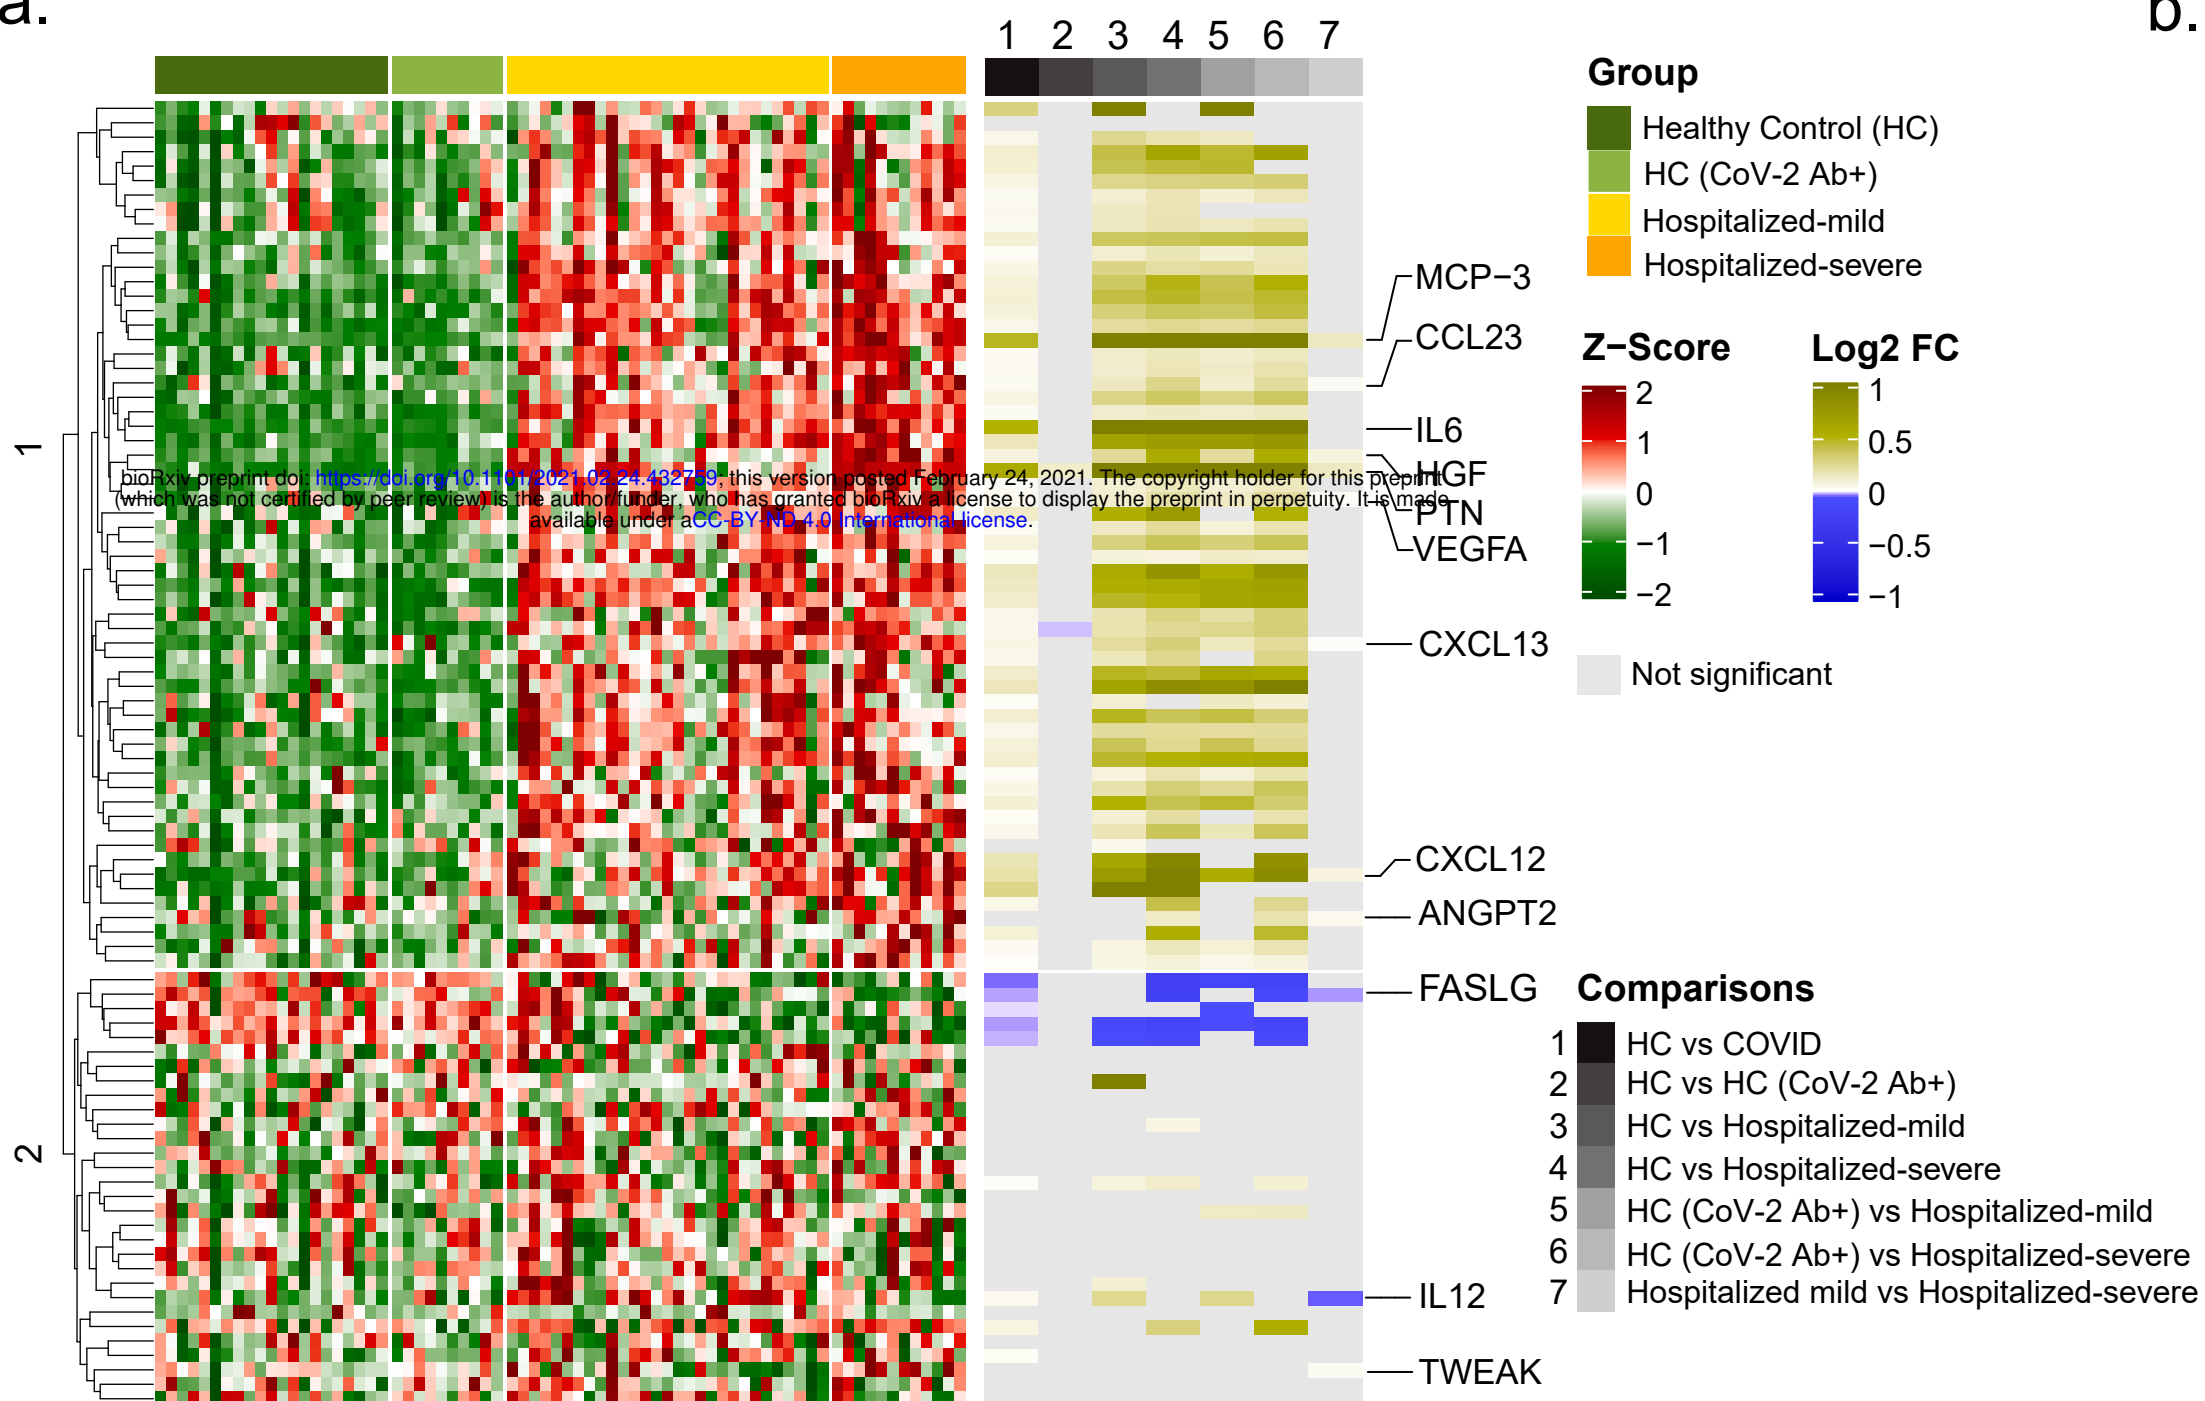 a.
b.
1 2 3 4 5 6 7
Group
Healthy Control (HC)
HC (CoV-2 Ab+)
Hospitalized-mild
Hospitalized-severe
MCP−3
CCL23
IL6
HGF
PTN
VEGFA
CXCL13
CXCL12
ANGPT2
FASLG
IL12
TWEAK
Z−Score
2
1
0
−1
−2
Log2 FC
1
0.5
0
−0.5
−1
Not significant
1
2
bioRxiv preprint doi: https://doi.org/10.1101/2021.02.24.432759; this version posted February 24, 2021. The copyright holder for this preprint
(which was not certified by peer review) is the author/funder, who has granted bioRxiv a license to display the preprint in perpetuity. It is made
available under aCC-BY-ND 4.0 International license.
Comparisons
1 HC vs COVID
2 HC vs HC (CoV-2 Ab+)
3 HC vs Hospitalized-mild
4 HC vs Hospitalized-severe
5 HC (CoV-2 Ab+) vs Hospitalized-mild
6 HC (CoV-2 Ab+) vs Hospitalized-severe
7 Hospitalized mild vs Hospitalized-severe